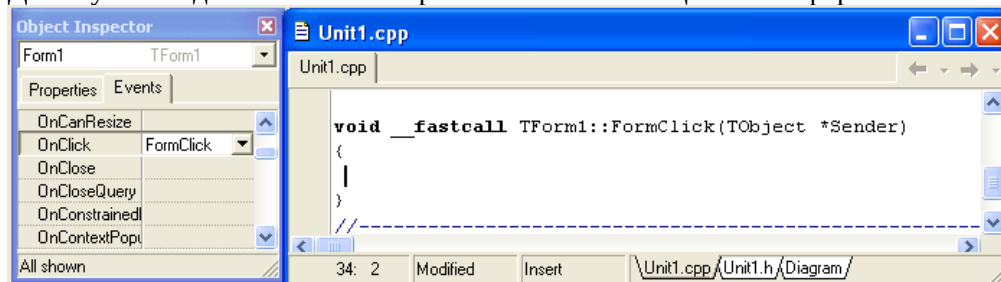 Object Inspector
Form1 TForm1
Properties Events
OnCanResize
OnClick FormClick
OnClose
OnCloseQuery
OnConstrainedI
OnContextPopu
All shown
Unit1.cpp
Unit1.cpp
void __fastcall TForm1::FormClick(TObject *Sender)
{
}
//------------------------------------------------------------
34: 2 Modified Insert \Unit1.cpp/Unit1.h/Diagram/